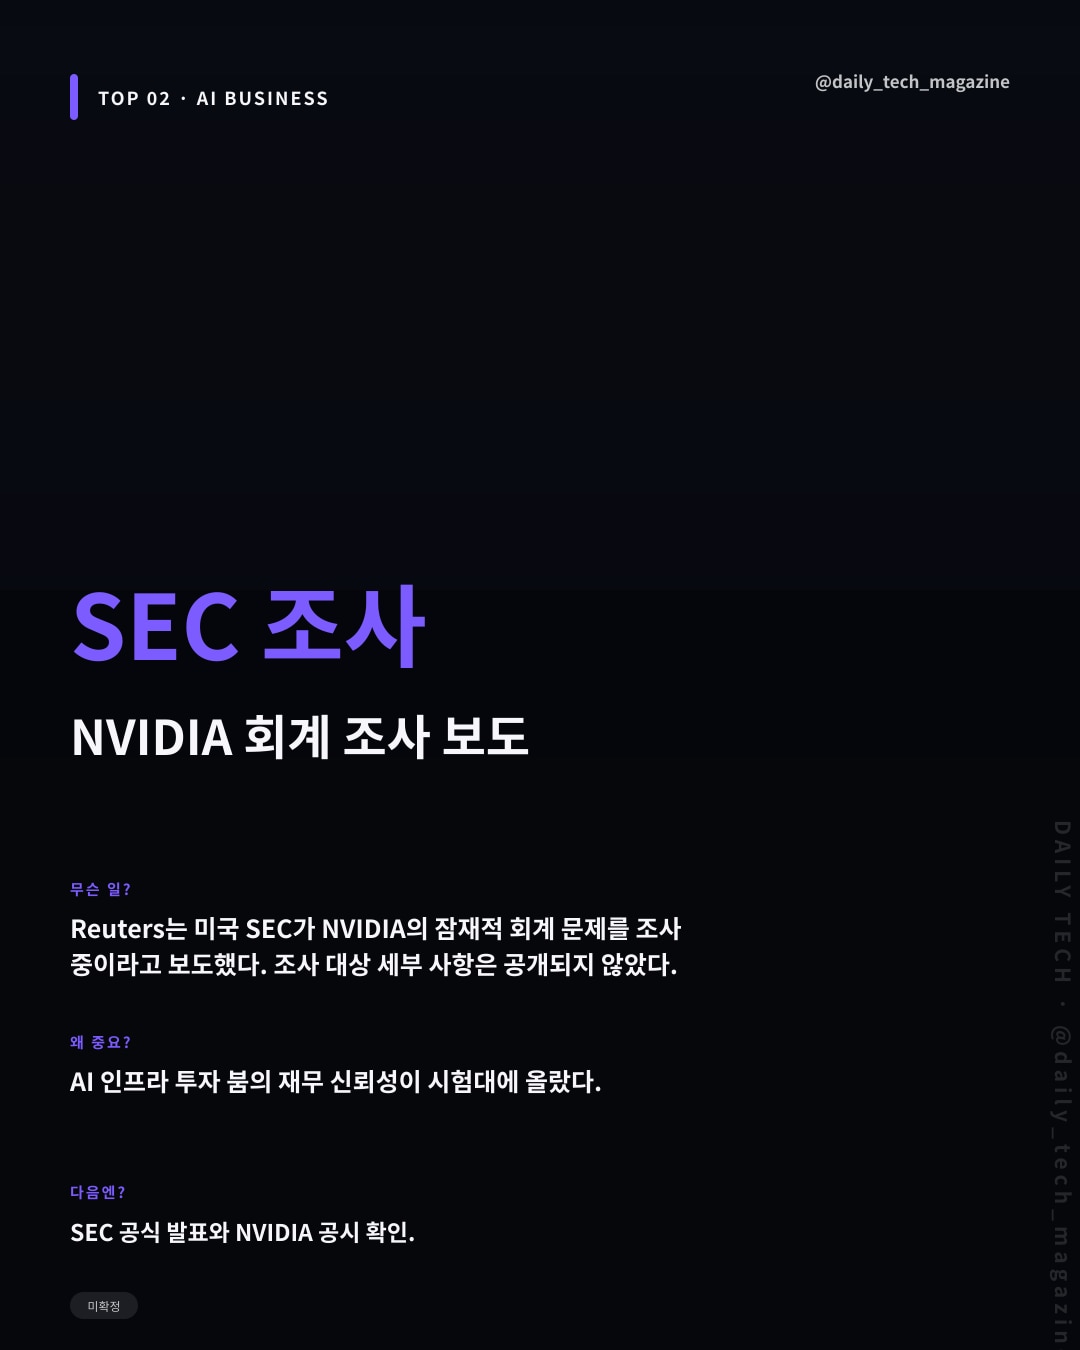 TOP 02 · AI BUSINESS
@daily_tech_magazine
SEC 조사
NVIDIA 회계 조사 보도
무슨 일?
Reuters는 미국 SEC가 NVIDIA의 잠재적 회계 문제를 조사
중이라고 보도했다. 조사 대상 세부 사항은 공개되지 않았다.
왜 중요?
AI 인프라 투자 붐의 재무 신뢰성이 시험대에 올랐다.
다음엔?
SEC 공식 발표와 NVIDIA 공시 확인.
미확정
DAILY TECH · @daily_tech_magazin